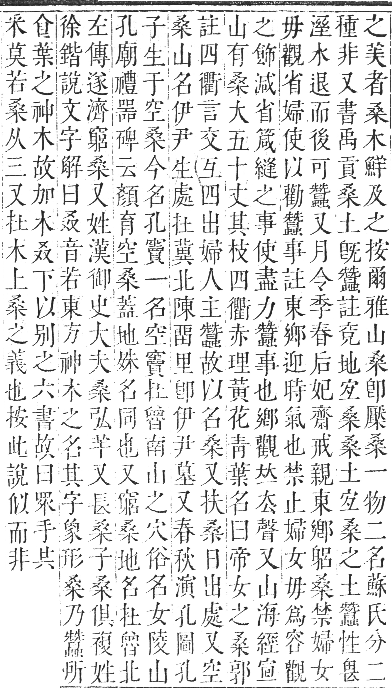 之美者桑木鮮及之按爾雅山桑卽檿桑一物二名蘇氏分二
種非又書禹貢桑土旣蠶註兗地宜桑桑土宜桑之土蠶性惡
溼水退而後可蠶又月令季春后妃齋戒親東鄉躬桑禁婦女
毋觀省婦使以勸蠶事註東鄉迎時氣也禁止婦女毋爲容觀
之飾減省箴縫之事使盡力蠶事也鄉觀𠀤去聲又山海經宣
山有桑大五十丈其枝四衢赤理黃花靑葉名曰帝女之桑郭
註四衢言交互四出婦人主蠶故以名桑又扶桑日出處又空
桑山名伊尹生處在冀北陳畱里卽伊尹墓又春秋演孔圖孔
子生于空桑今名孔竇一名空竇在魯南山之穴俗名女陵山
孔廟禮器碑云顏育空桑蓋地姝名同也又窮桑地名在魯北
左傳遂濟窮桑又姓漢御史大夫桑弘羊又長桑子桑俱複姓
徐鍇說文字解曰叒音若東方神木之名其字象形桑乃蠶所
食葉之神木故加木叒下以别之六書故曰眾手共
采莫若桑从三又在木上桑之義也按此說似而非